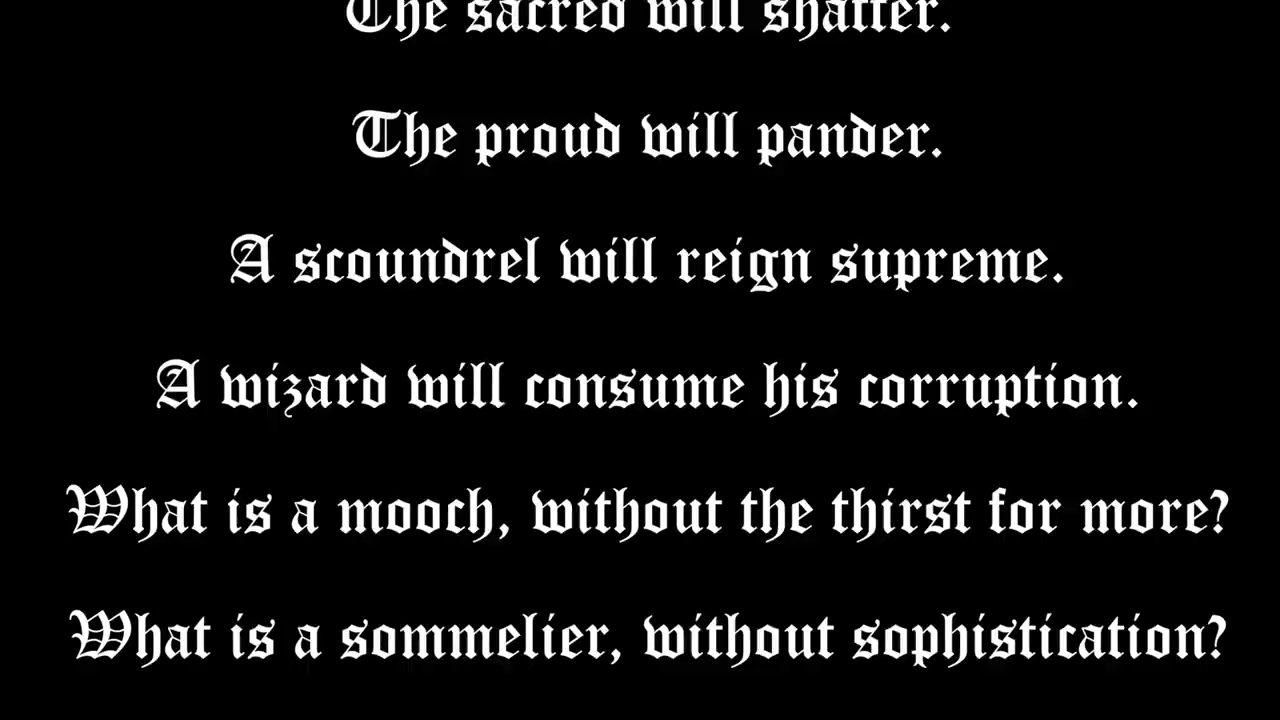 The sacred will shatter.
The proud will pander.
A scoundrel will reign supreme.
A wizard will consume his corruption.
What is a mooch, without the thirst for more?
What is a sommelier, without sophistication?